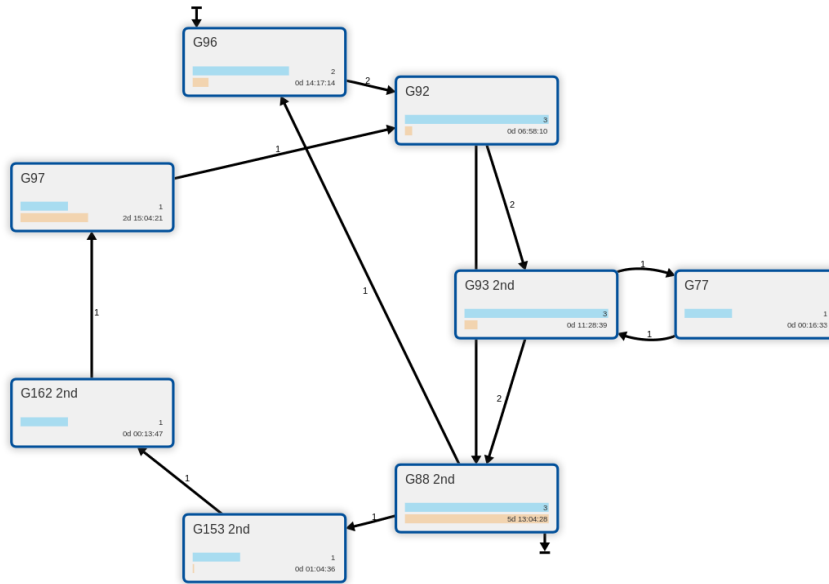 G96
2
0d 14:17:14
2
G92
3
0d 06:58:10
1
G97
1
2d 15:04:21
2
G93 2nd
3
0d 11:28:39
1
G77
1
0d 00:16:33
1
1
1
G162 2nd
1
0d 00:13:47
2
G88 2nd
3
5d 13:04:28
1
1
G153 2nd
1
0d 01:04:36